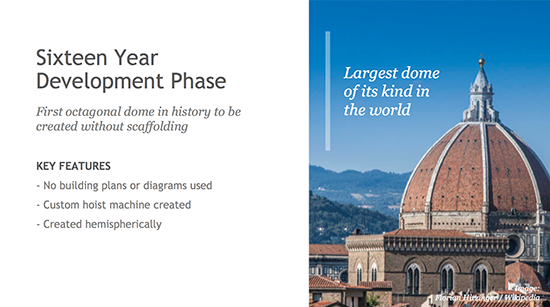 Sixteen Year
Development Phase
First octagonal dome in history to be
created without scaffolding
KEY FEATURES
- No building plans or diagrams used
- Custom hoist machine created
- Created hemispherically
Largest dome
of its kind in
the world
Image:
Florian Hirzinger / Wikipedia